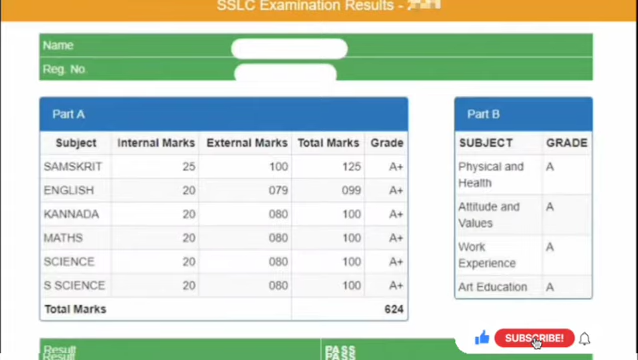 SSLC Examination Results -
Name
Reg. No.
Part A
Subject Internal Marks External Marks Total Marks Grade
SAMSKRIT 25 100 125 A+
ENGLISH 20 079 099 A+
KANNADA 20 080 100 A+
MATHS 20 080 100 A+
SCIENCE 20 080 100 A+
S SCIENCE 20 080 100 A+
Total Marks 624
Part B
SUBJECT GRADE
Physical and A
Health
Attitude and A
Values
Work A
Experience
Art Education A
SUBSCRIBE!
Result PASS
Result PASS